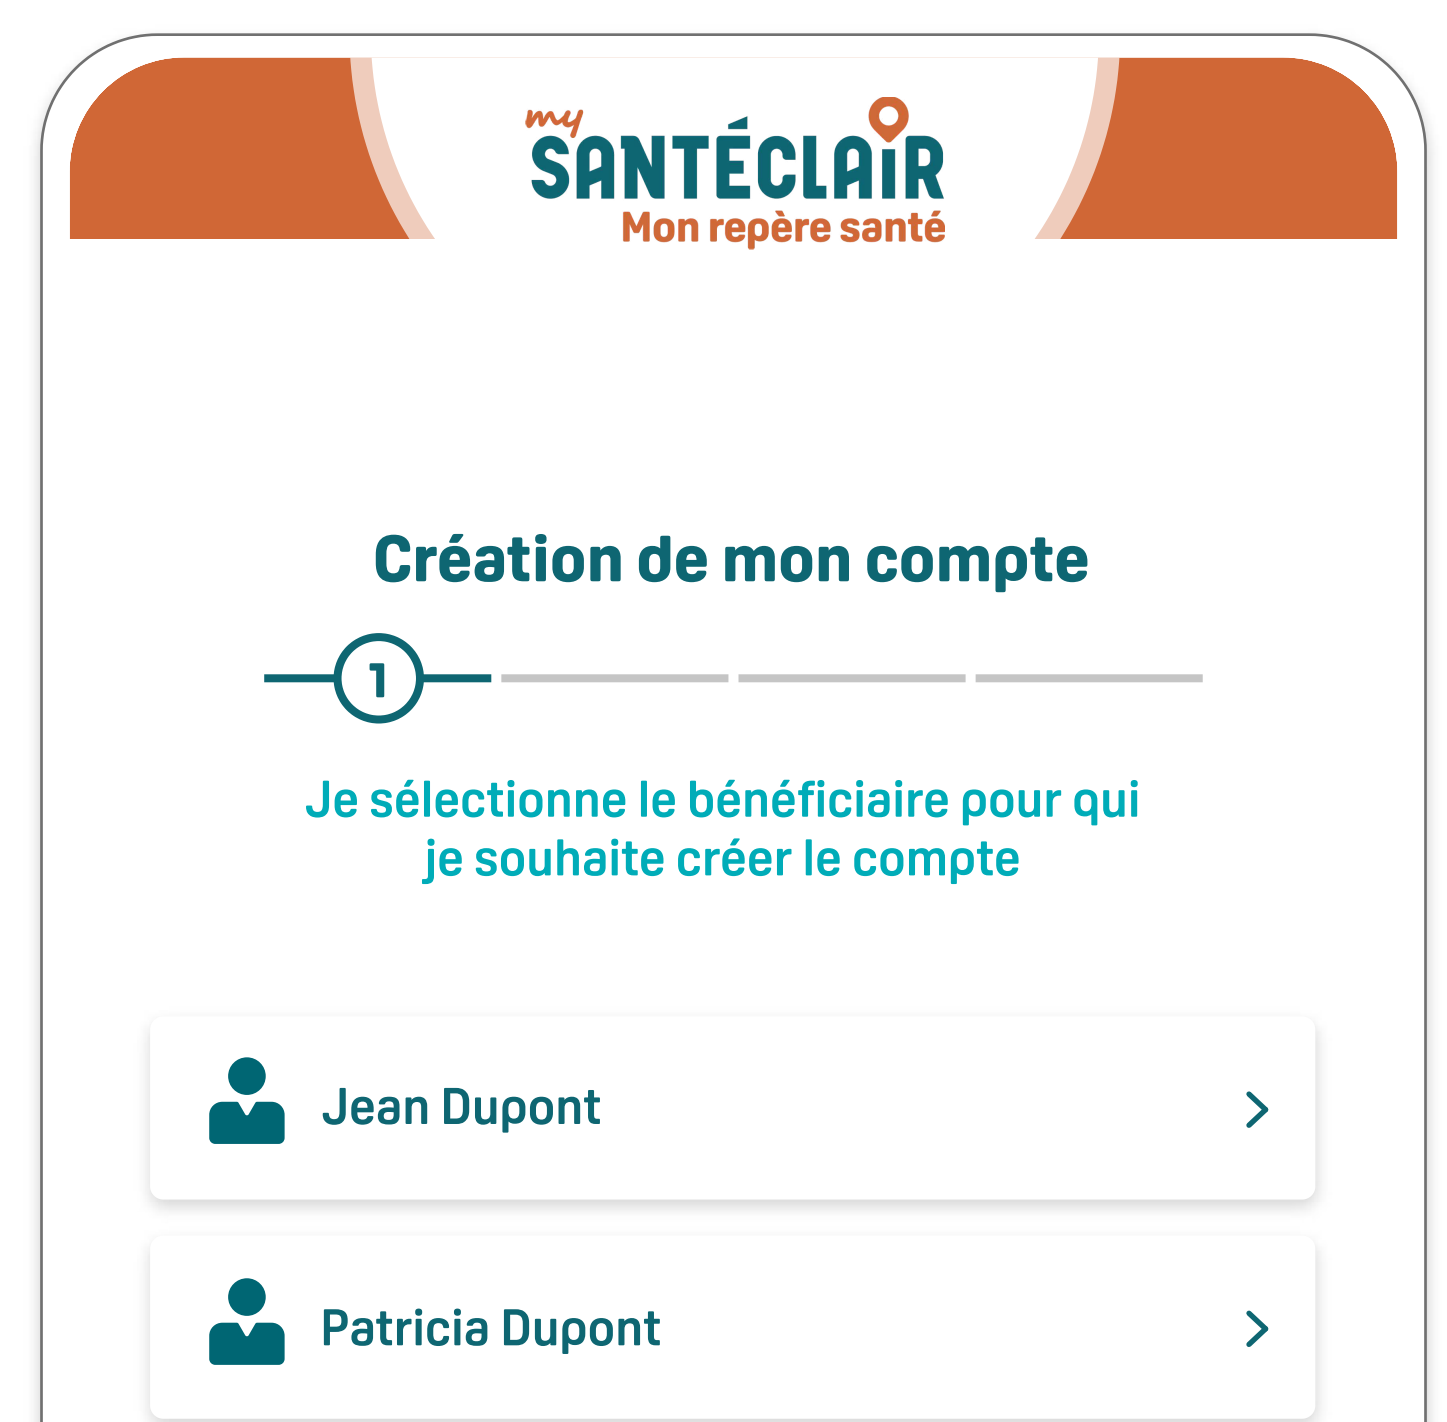 my
SANTÉCLAIR
Mon repère santé
Création de mon compte
1
Je sélectionne le bénéficiaire pour qui
je souhaite créer le compte
Jean Dupont
Patricia Dupont